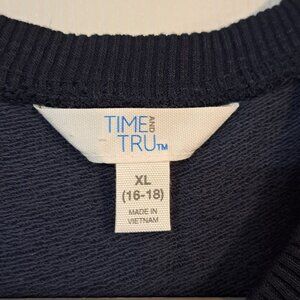 TIME AND
TRU™
XL
(16-18)
MADE IN
VIETNAM